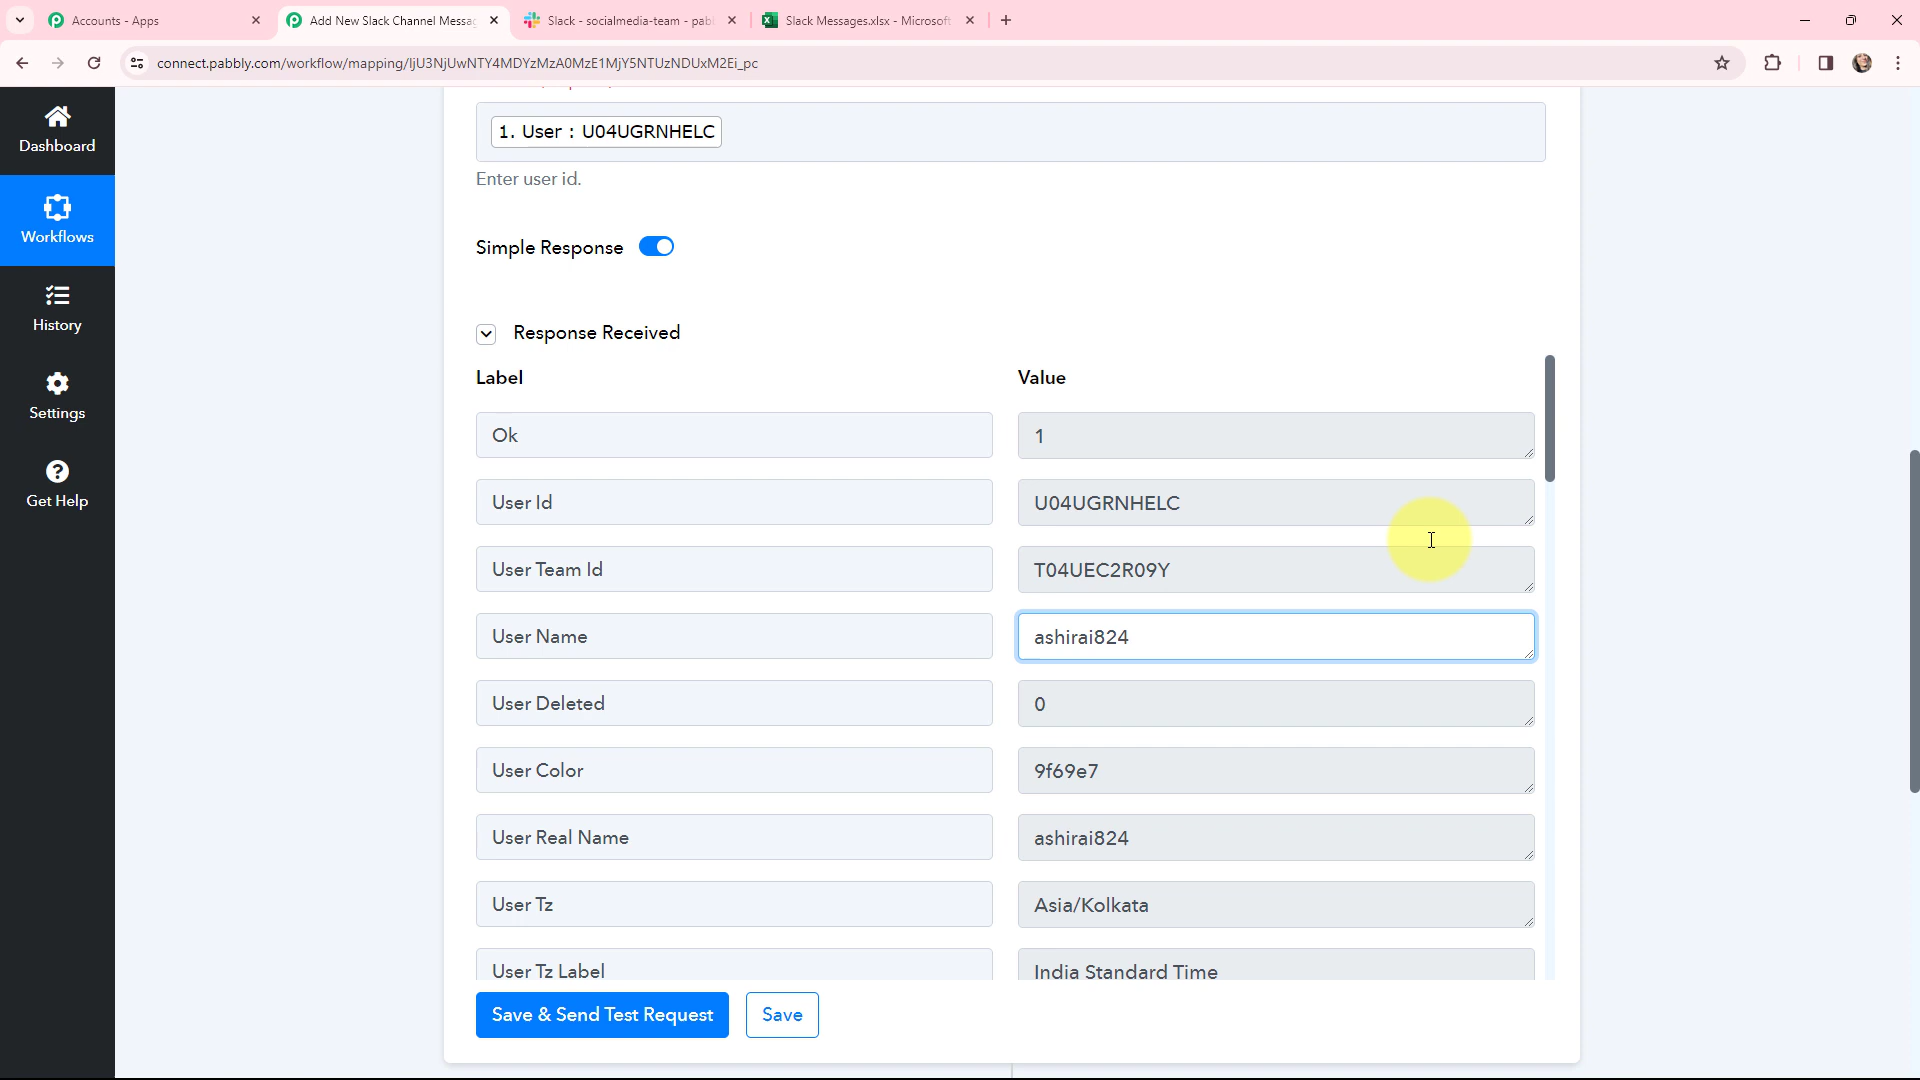 Accounts - Apps
Add New Slack Channel Messag
Slack - socialmedia-team - pabl
Slack Messages.xlsx - Microsoft
connect.pabbly.com/workflow/mapping/IjU3NjUwNTY4MDYzMzA0MzE1MjY5NTUzNDUxM2Ei_pc
Dashboard
Workflows
History
Settings
Get Help
1. User : U04UGRNHELC
Enter user id.
Simple Response
Response Received
Label Value
Ok 1
User Id U04UGRNHELC
User Team Id T04UEC2R09Y
User Name ashirai824
User Deleted 0
User Color 9f69e7
User Real Name ashirai824
User Tz Asia/Kolkata
User Tz Label India Standard Time
Save & Send Test Request Save